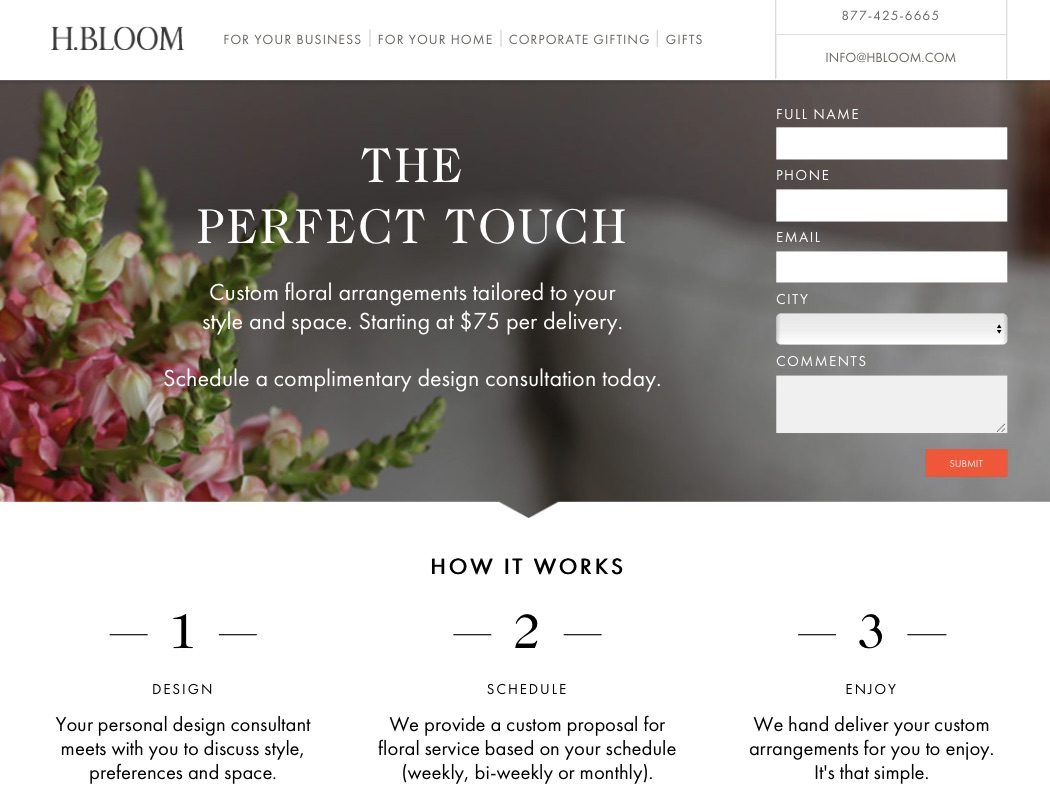 H.BLOOM
FOR YOUR BUSINESS
FOR YOUR HOME
CORPORATE GIFTING
GIFTS
877-425-6665
INFO@HBLOOM.COM
THE
PERFECT TOUCH
Custom floral arrangements tailored to your
style and space. Starting at $75 per delivery.
Schedule a complimentary design consultation today.
FULL NAME
PHONE
EMAIL
CITY
COMMENTS
SUBMIT
HOW IT WORKS
1
DESIGN
Your personal design consultant
meets with you to discuss style,
preferences and space.
2
SCHEDULE
We provide a custom proposal for
floral service based on your schedule
(weekly, bi-weekly or monthly).
3
ENJOY
We hand deliver your custom
arrangements for you to enjoy.
It's that simple.